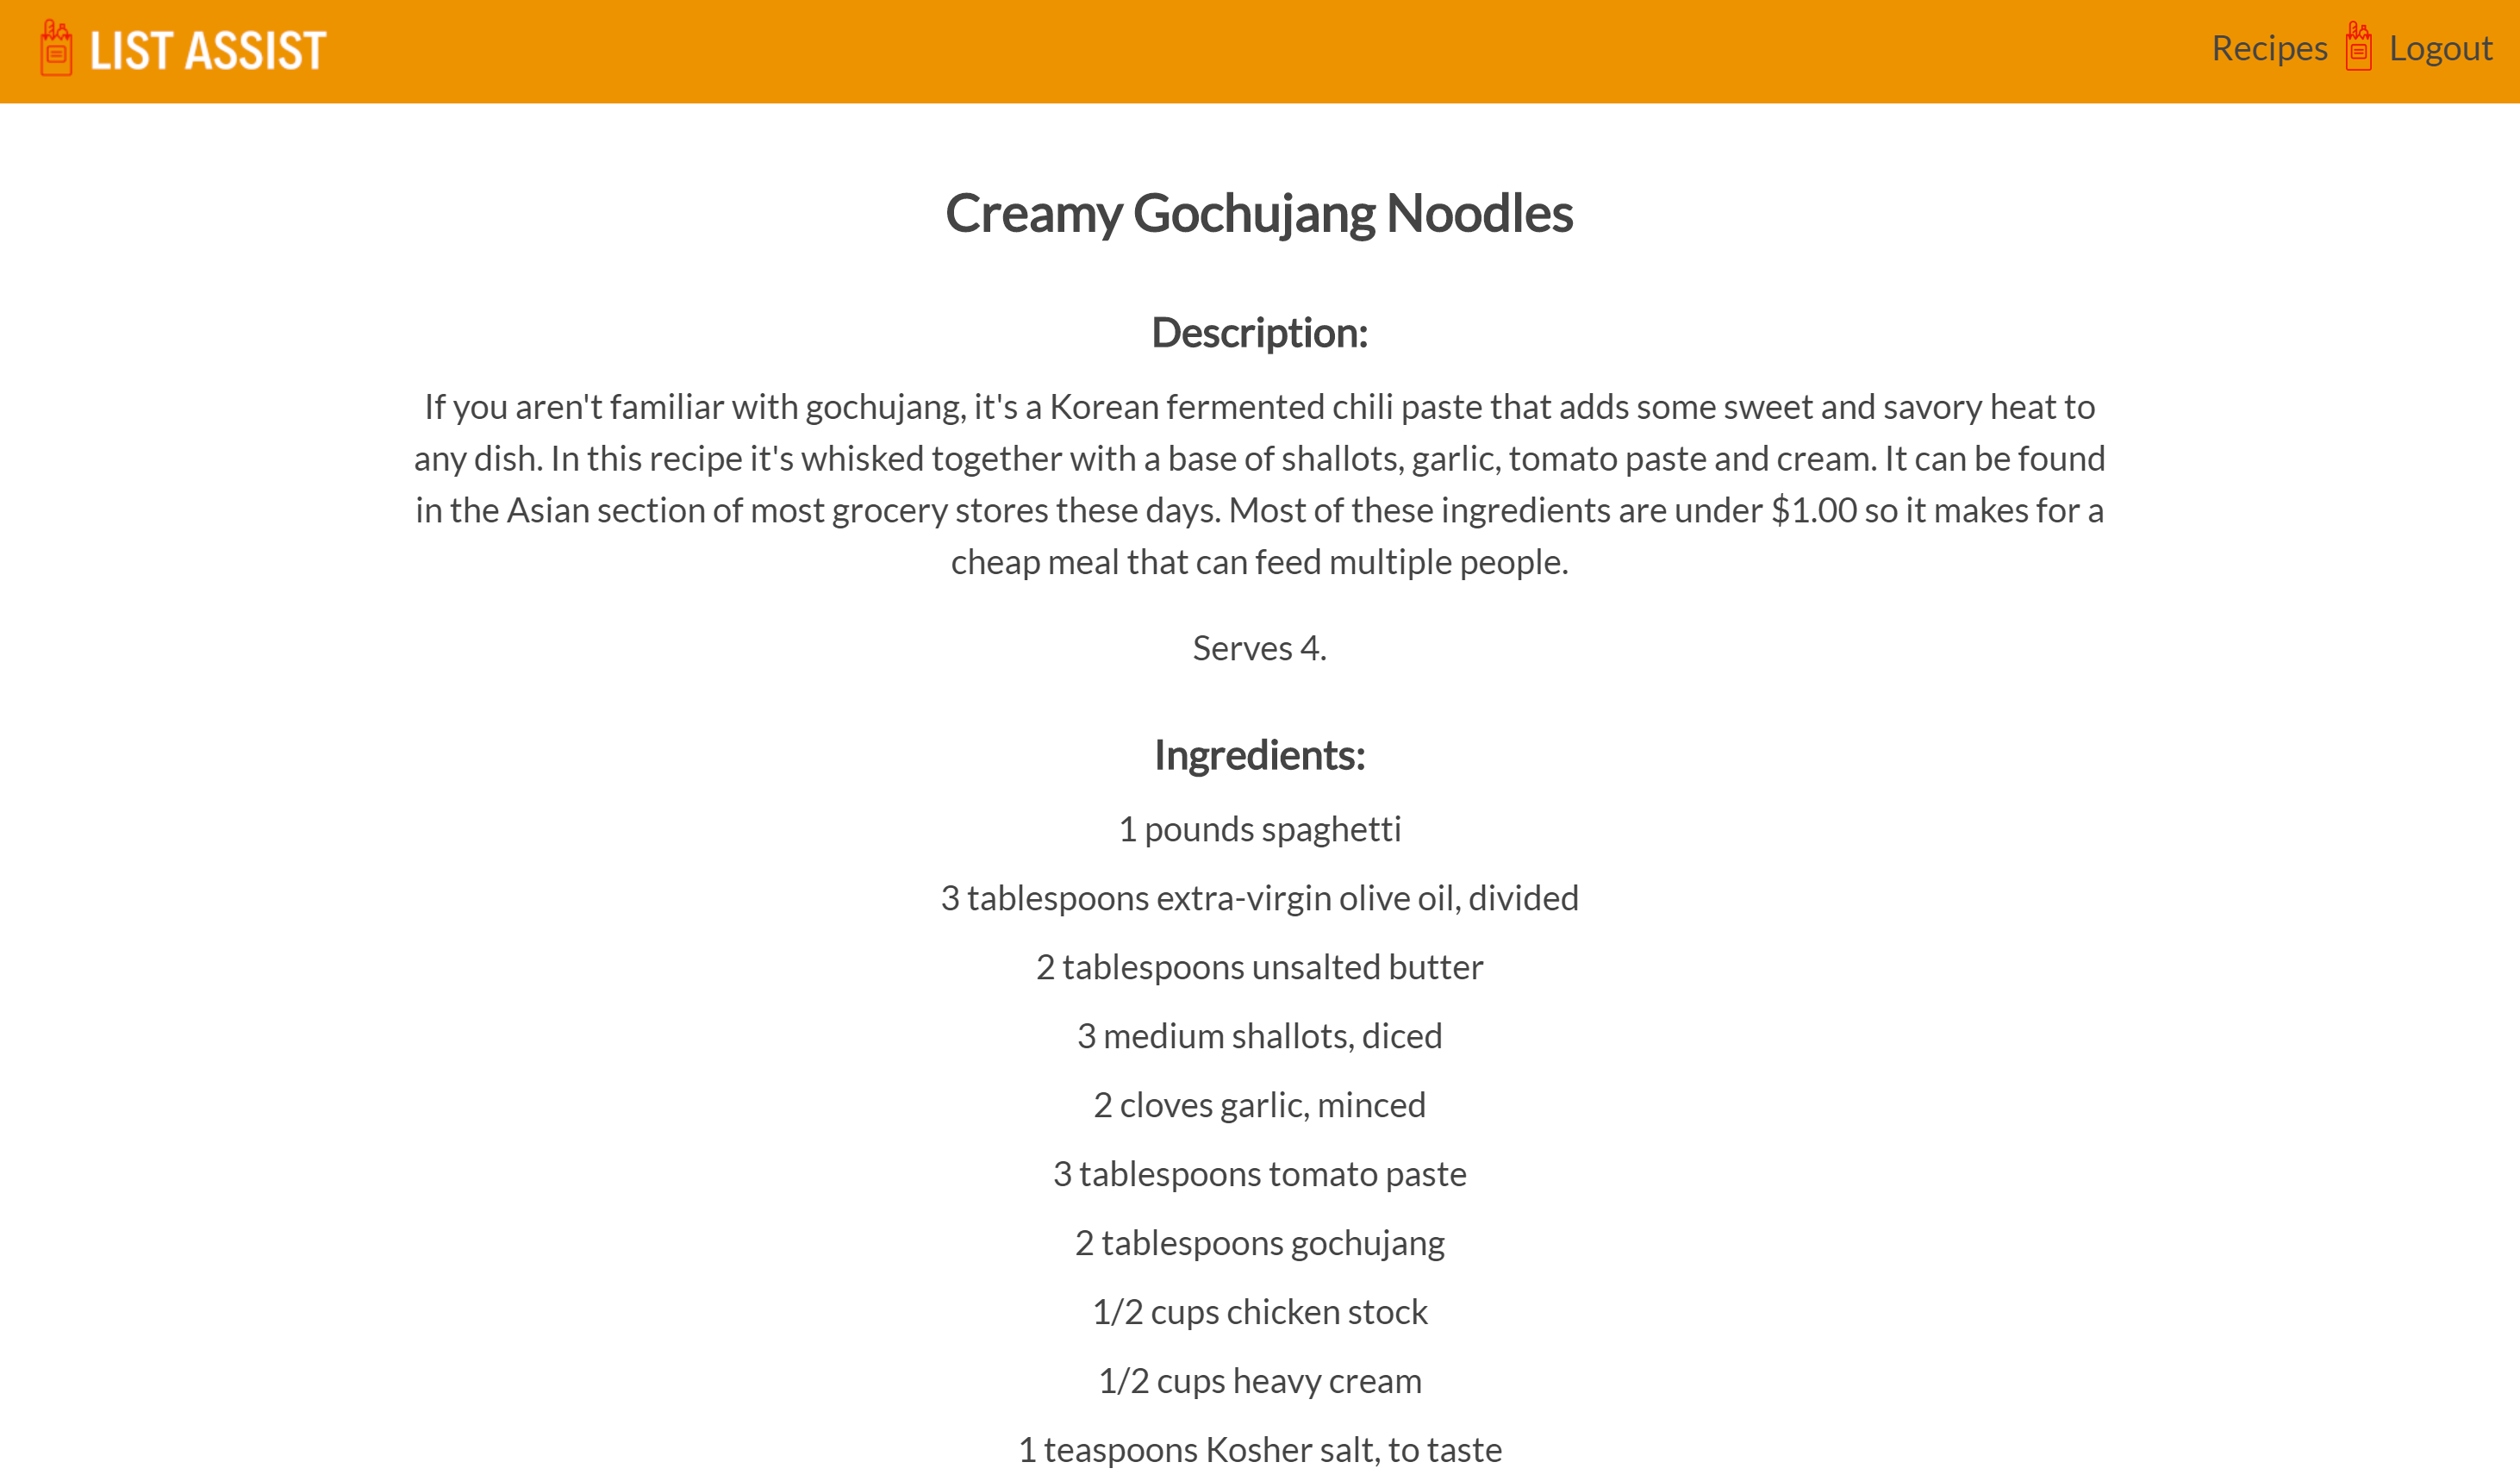 LIST ASSIST
Recipes Logout
Creamy Gochujang Noodles
Description:
If you aren't familiar with gochujang, it's a Korean fermented chili paste that adds some sweet and savory heat to
any dish. In this recipe it's whisked together with a base of shallots, garlic, tomato paste and cream. It can be found
in the Asian section of most grocery stores these days. Most of these ingredients are under $1.00 so it makes for a
cheap meal that can feed multiple people.
Serves 4.
Ingredients:
1 pounds spaghetti
3 tablespoons extra-virgin olive oil, divided
2 tablespoons unsalted butter
3 medium shallots, diced
2 cloves garlic, minced
3 tablespoons tomato paste
2 tablespoons gochujang
1/2 cups chicken stock
1/2 cups heavy cream
1 teaspoons Kosher salt, to taste